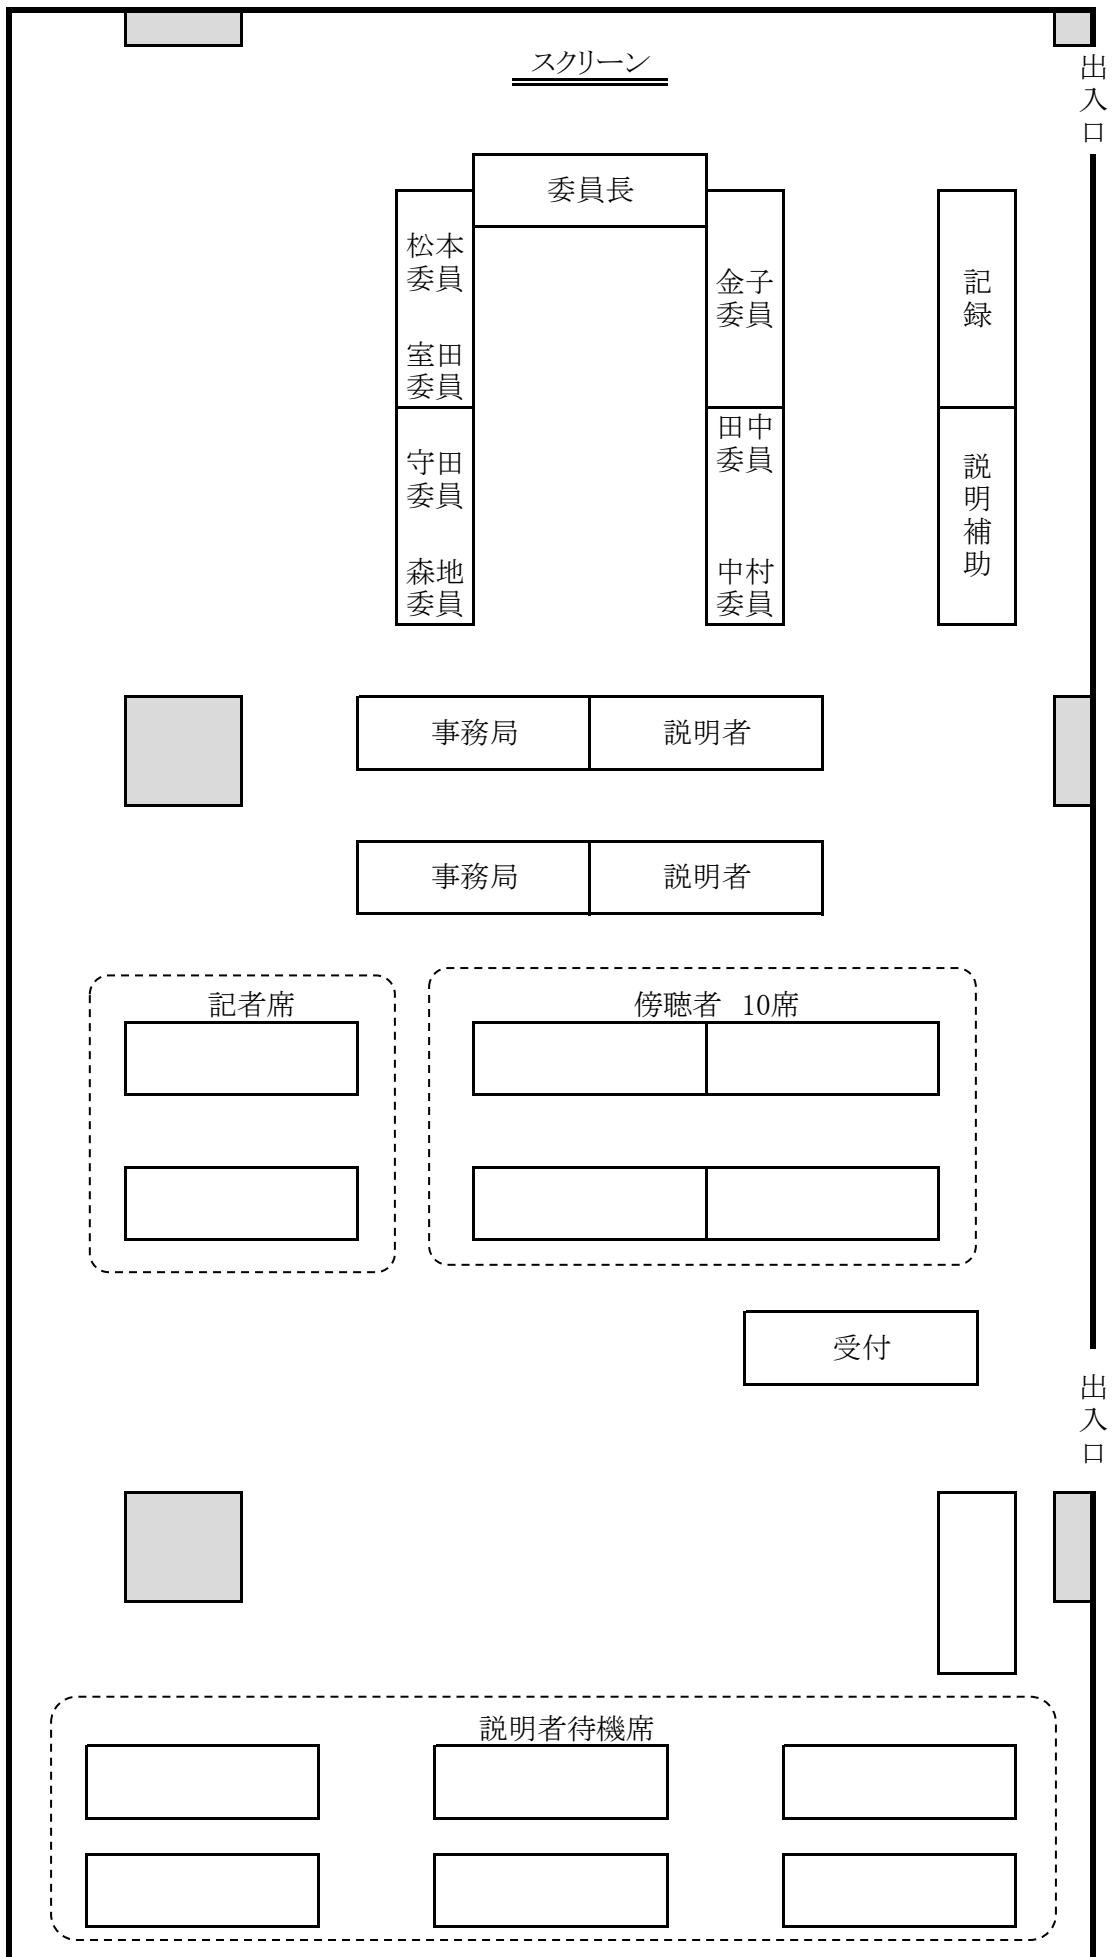 スクリーン
出入口
委員長
松本
委員
金子
委員
記録
室田
委員
田中
委員
守田
委員
説明補助
森地
委員
中村
委員
事務局
説明者
事務局
説明者
記者席
傍聴者　10席
受付
出入口
説明者待機席